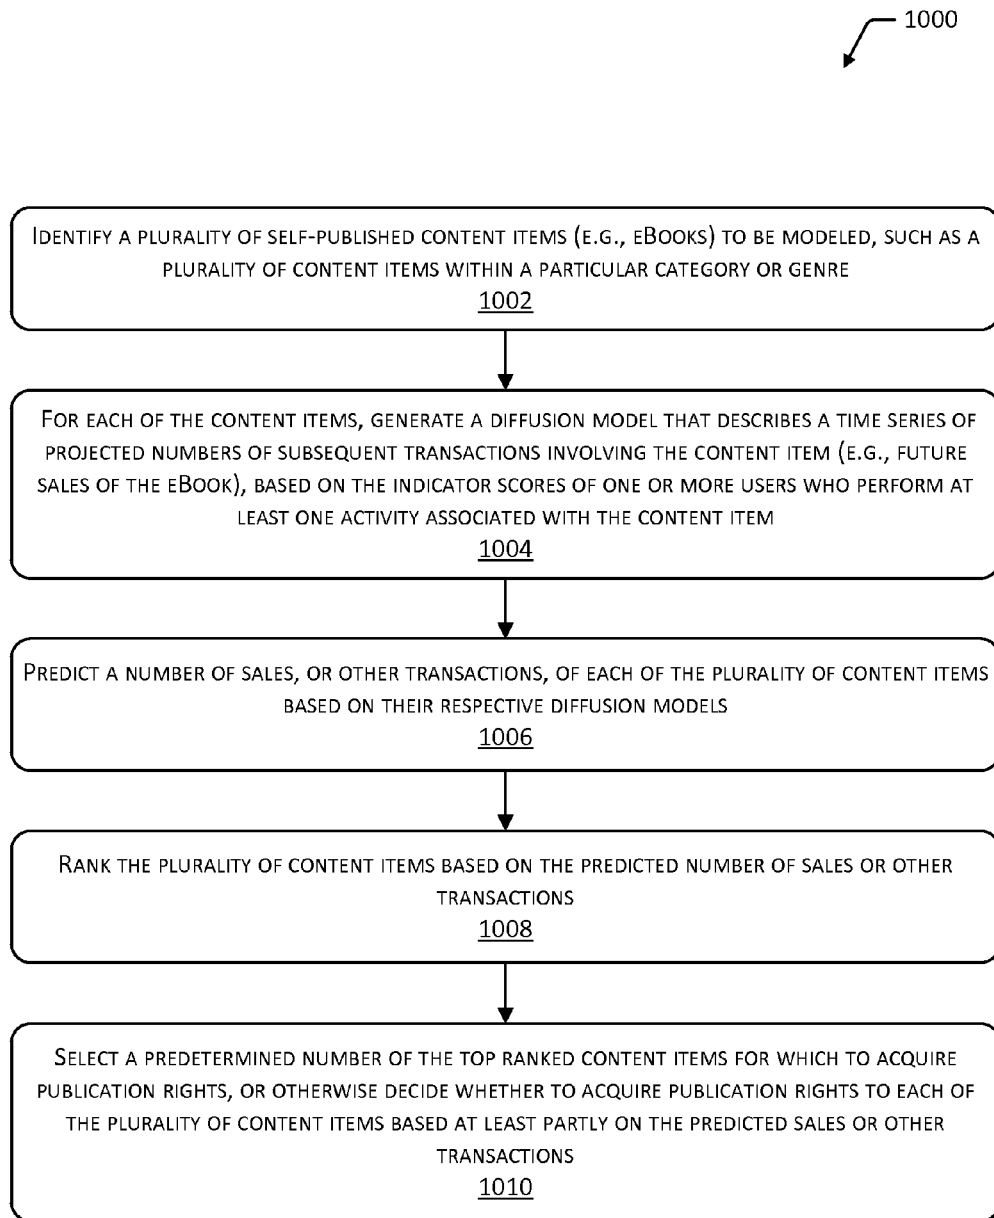 1000
IDENTIFY A PLURALITY OF SELF-PUBLISHED CONTENT ITEMS (E.G., EBOOKS) TO BE MODELED, SUCH AS A
PLURALITY OF CONTENT ITEMS WITHIN A PARTICULAR CATEGORY OR GENRE
1002
FOR EACH OF THE CONTENT ITEMS, GENERATE A DIFFUSION MODEL THAT DESCRIBES A TIME SERIES OF
PROJECTED NUMBERS OF SUBSEQUENT TRANSACTIONS INVOLVING THE CONTENT ITEM (E.G., FUTURE
SALES OF THE EBOOK), BASED ON THE INDICATOR SCORES OF ONE OR MORE USERS WHO PERFORM AT
LEAST ONE ACTIVITY ASSOCIATED WITH THE CONTENT ITEM
1004
PREDICT A NUMBER OF SALES, OR OTHER TRANSACTIONS, OF EACH OF THE PLURALITY OF CONTENT ITEMS
BASED ON THEIR RESPECTIVE DIFFUSION MODELS
1006
RANK THE PLURALITY OF CONTENT ITEMS BASED ON THE PREDICTED NUMBER OF SALES OR OTHER
TRANSACTIONS
1008
SELECT A PREDETERMINED NUMBER OF THE TOP RANKED CONTENT ITEMS FOR WHICH TO ACQUIRE
PUBLICATION RIGHTS, OR OTHERWISE DECIDE WHETHER TO ACQUIRE PUBLICATION RIGHTS TO EACH OF
THE PLURALITY OF CONTENT ITEMS BASED AT LEAST PARTLY ON THE PREDICTED SALES OR OTHER
TRANSACTIONS
1010